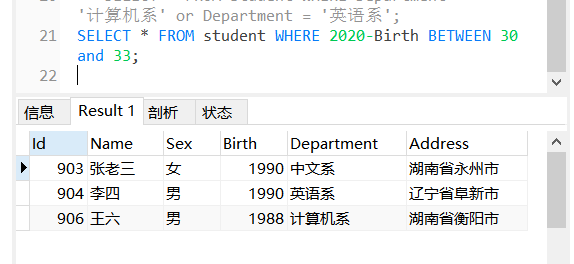 '计算机系' or Department = '英语系';
21 SELECT * FROM student WHERE 2020-Birth BETWEEN 30
and 33;
22
信息 Result 1 剖析 状态
Id Name Sex Birth Department Address
903 张老三 女 1990 中文系 湖南省永州市
904 李四 男 1990 英语系 辽宁省阜新市
906 王六 男 1988 计算机系 湖南省衡阳市